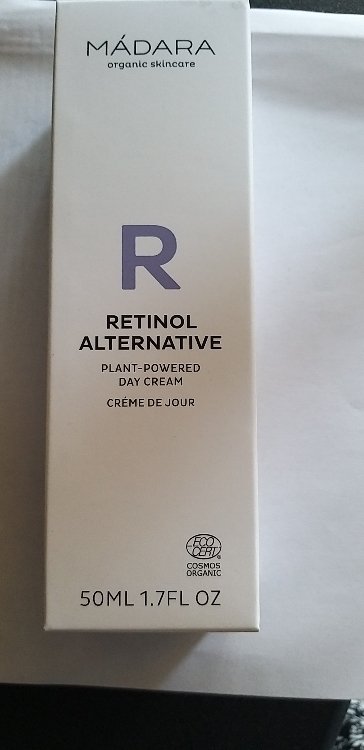 MÁDARA
organic skincare
R
RETINOL
ALTERNATIVE
PLANT-POWERED
DAY CREAM
CRÉME DE JOUR
ECO
CERT
COSMOS
ORGANIC
50ML 1.7FL OZ